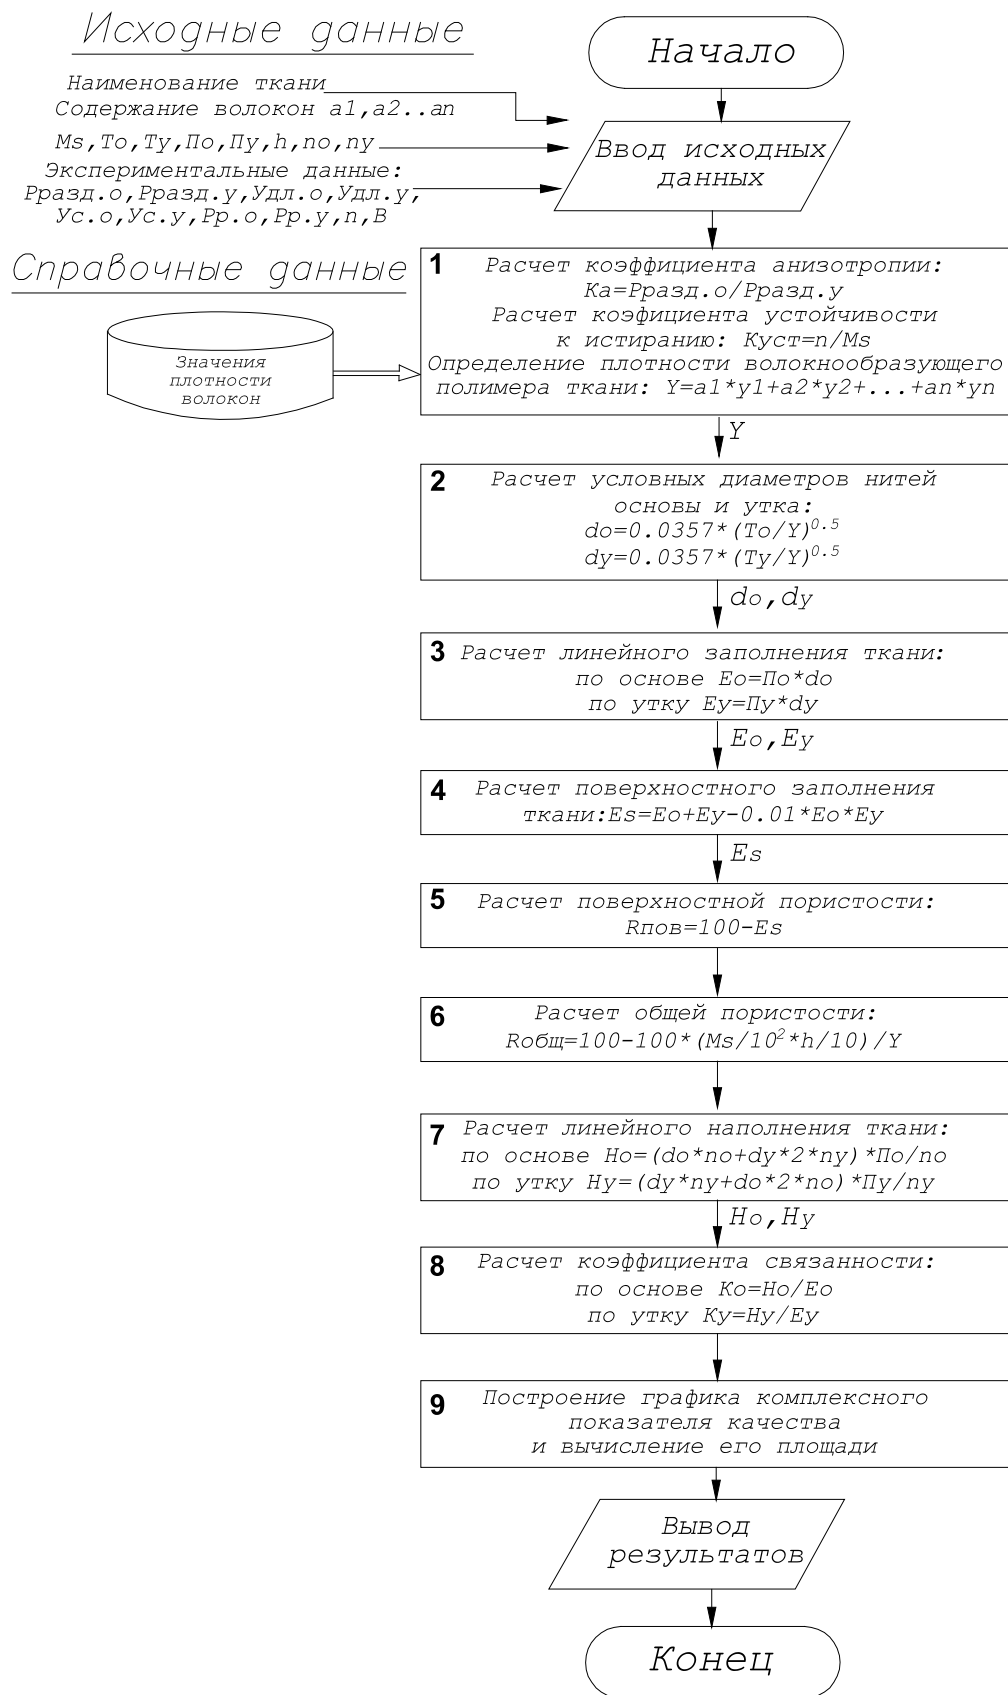 Исходные данные
Наименование ткани
Содержание волокон a1,a2..an
Ms,То,Ту,По,Пу,h,no,ny
Экспериментальные данные:
Рразд.о,Рразд.у,Удл.о,Удл.у,
Ус.о,Ус.у,Рр.о,Рр.у,n,В
Справочные данные
Значения
плотности
волокон
Начало
Ввод исходных
данных
1 Расчет коэффициента анизотропии:
Ka=Рразд.о/Рразд.у
Расчет коэфициента устойчивости
к истиранию: Куст=n/Ms
Определение плотности волокнообразующего
полимера ткани: Y=a1*y1+a2*y2+...+an*yn
Y
2 Расчет условных диаметров нитей
основы и утка:
do=0.0357*(To/Y)^0.5
dy=0.0357*(Ty/Y)^0.5
do,dy
3 Расчет линейного заполнения ткани:
по основе Eo=По*do
по утку Ey=Пу*dy
Eo,Ey
4 Расчет поверхностного заполнения
ткани:Es=Eo+Ey-0.01*Eo*Ey
Es
5 Расчет поверхностной пористости:
Rпов=100-Es
6 Расчет общей пористости:
Rобщ=100-100*(Ms/10²*h/10)/Y
7 Расчет линейного наполнения ткани:
по основе Ho=(do*no+dy*2*ny)*По/no
по утку Hy=(dy*ny+do*2*no)*Пу/ny
Ho,Hy
8 Расчет коэффициента связанности:
по основе Ko=Ho/Eo
по утку Ky=Hy/Ey
9 Построение графика комплексного
показателя качества
и вычисление его площади
Вывод
результатов
Конец